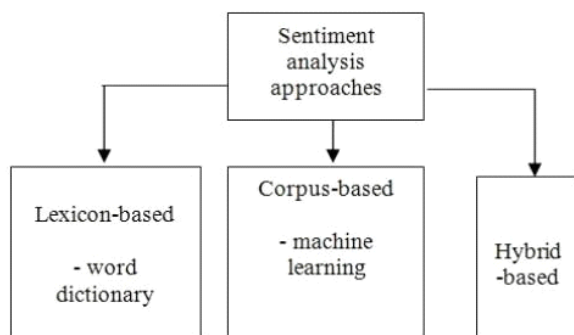 Sentiment
analysis
approaches
Lexicon-based
- word
dictionary
Corpus-based
- machine
learning
Hybrid
-based